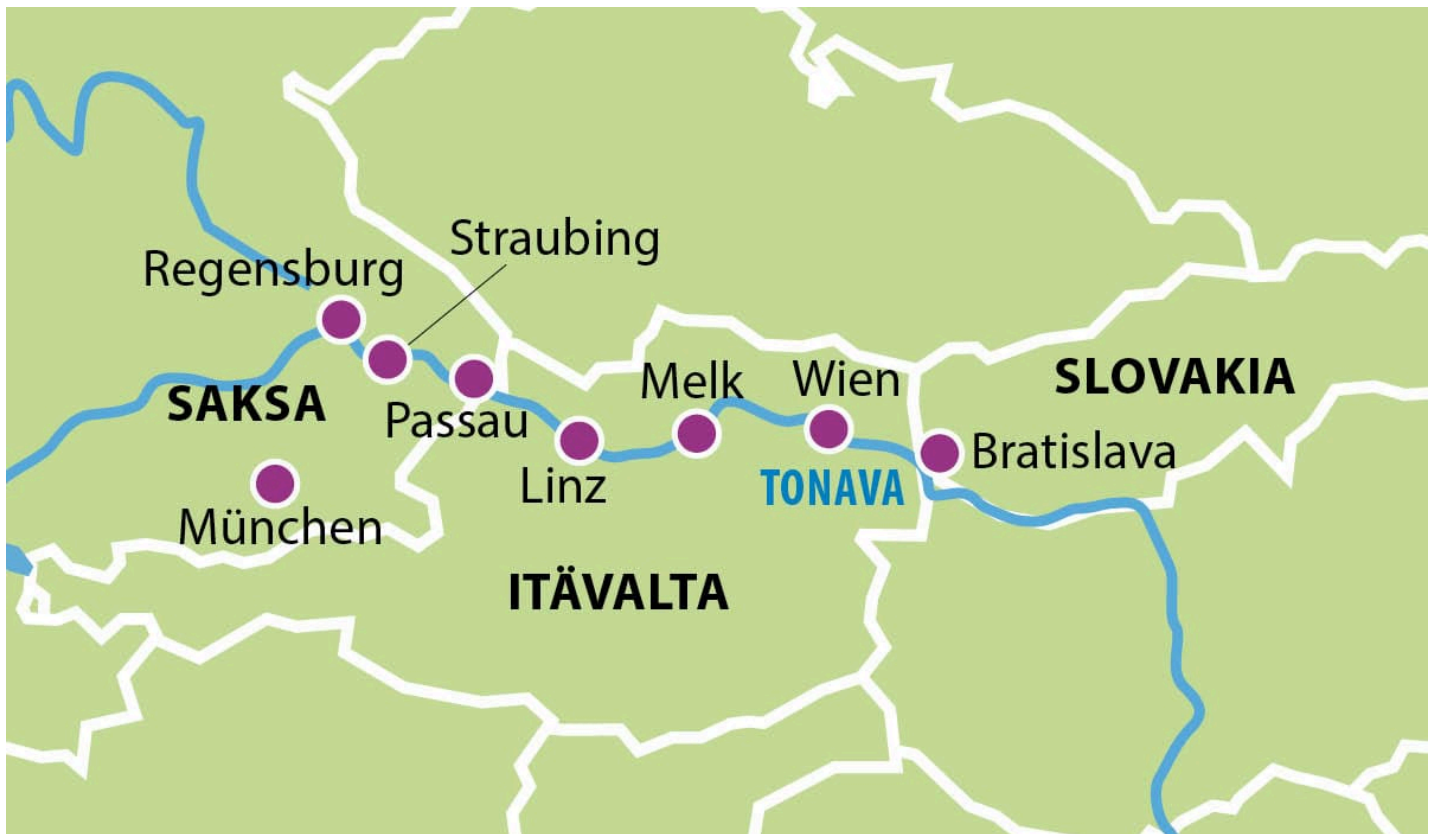 Straubing
Regensburg
Melk
Wien
SLOVAKIA
SAKSA
Passau
Bratislava
Linz
TONAVA
München
ITÄVALTA